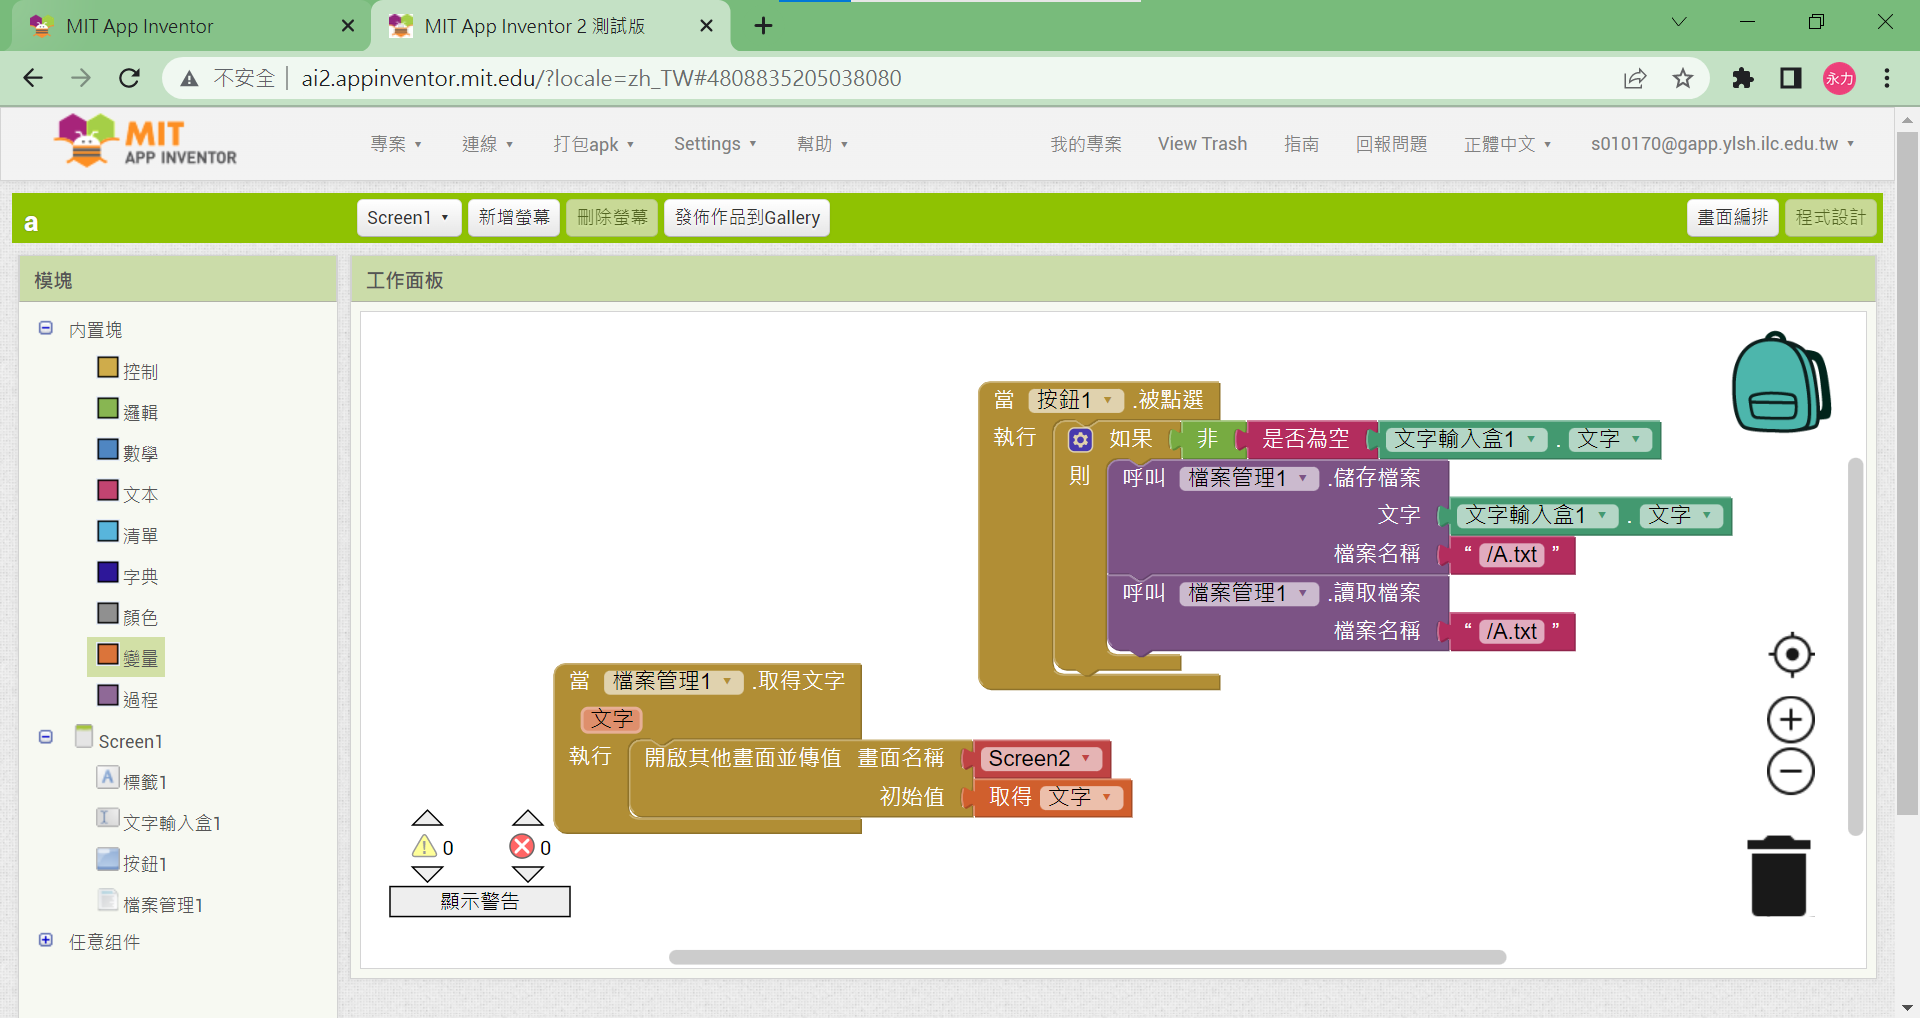 MIT App Inventor
MIT App Inventor 2 測試版
不安全 ai2.appinventor.mit.edu/?locale=zh_TW#4808835205038080
永力
MIT
APP INVENTOR
專案 連線 打包apk Settings 幫助 我的專案 View Trash 指南 回報問題 正體中文 s010170@gapp.ylsh.ilc.edu.tw
a Screen1 新增螢幕 刪除螢幕 發佈作品到Gallery 畫面編排 程式設計
模塊
內置塊
控制
邏輯
數學
文本
清單
字典
顏色
變量
過程
Screen1
A 標籤1
文字輸入盒1
按鈕1
檔案管理1
任意组件
工作面板
當 按鈕1 .被點選
執行 如果 非 是否為空 文字輸入盒1 . 文字
則 呼叫 檔案管理1 .儲存檔案
文字 文字輸入盒1 . 文字
檔案名稱 “ /A.txt ”
呼叫 檔案管理1 .讀取檔案
檔案名稱 “ /A.txt ”
當 檔案管理1 .取得文字
文字
執行 開啟其他畫面並傳值 畫面名稱 Screen2
初始值 取得 文字
0 0
顯示警告